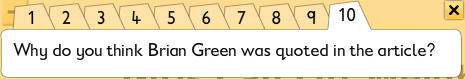 1 2 3 4 5 6 7 8 9 10 X
Why do you think Brian Green was quoted in the article?